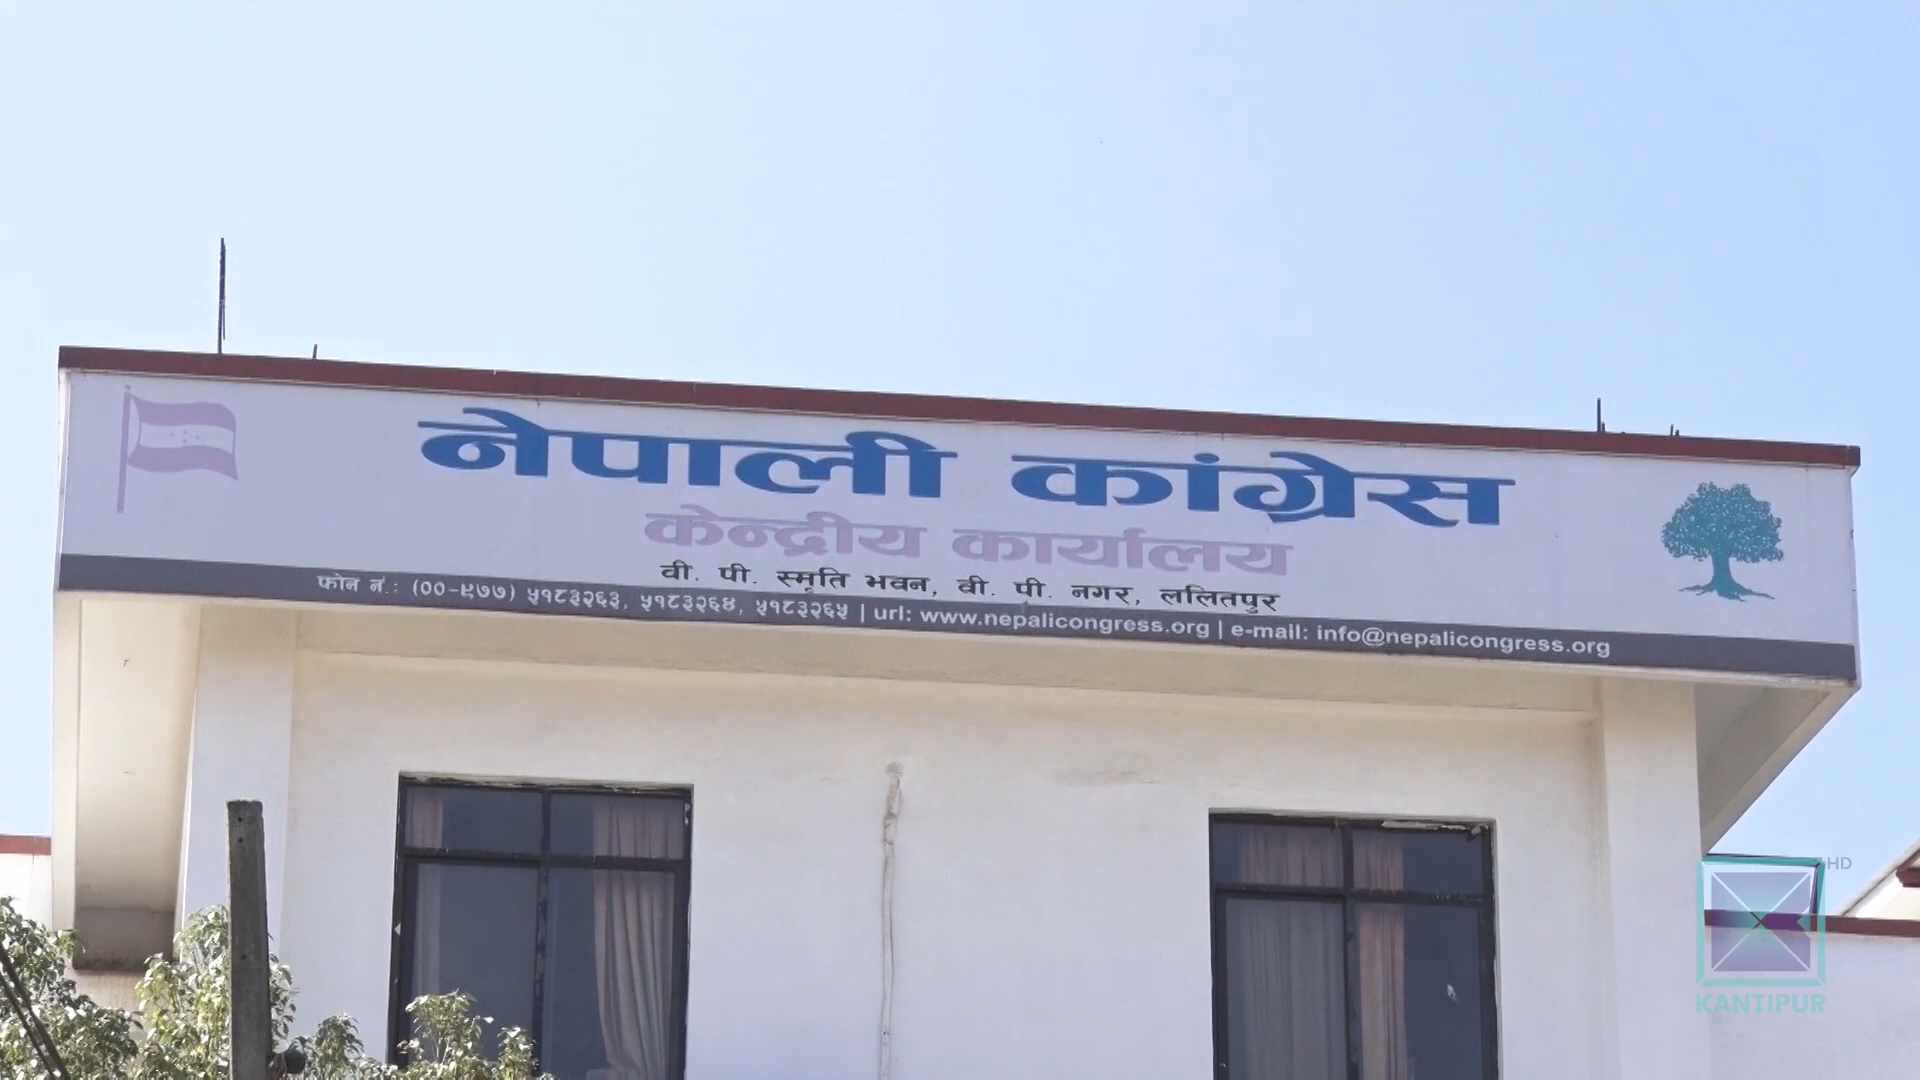 नेपाली कांग्रेस
केन्द्रीय कार्यालय
वी. पी. स्मृति भवन, वी. पी. नगर, ललितपुर
फोन नं.: (००-९७७) ५१८३२६३, ५१८३२६४, ५१८३२६५ | url: www.nepalicongress.org | e-mail: info@nepalicongress.org
HD
KANTIPUR